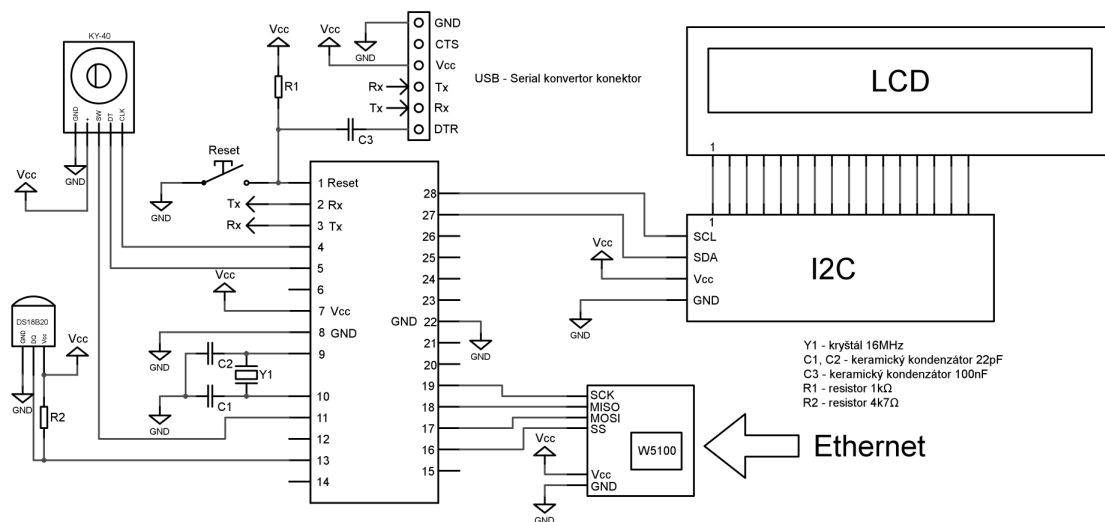 KY-40
GND
+
SW
DT
CLK
GND
Vcc
Vcc
R1
C3
Reset
GND
Vcc
GND
Rx
Tx
GND
CTS
Vcc
Tx
Rx
DTR
USB - Serial konvertor konektor
LCD
1
1
SCL
SDA
Vcc
GND
I2C
Vcc
GND
1 Reset
2 Rx
3 Tx
4
5
6
7 Vcc
8 GND
9
10
11
12
13
14
Tx
Rx
Vcc
GND
C2
Y1
C1
GND
28
27
26
25
24
23
GND 22
21
20
19
18
17
16
15
GND
DS18B20
GND
DQ
Vcc
Vcc
GND
R2
SCK
MISO
MOSI
SS
W5100
Vcc
GND
Vcc
GND
Ethernet
Y1 - kryštál 16MHz
C1, C2 - keramický kondenzátor 22pF
C3 - keramický kondenzátor 100nF
R1 - resistor 1kΩ
R2 - resistor 4k7Ω